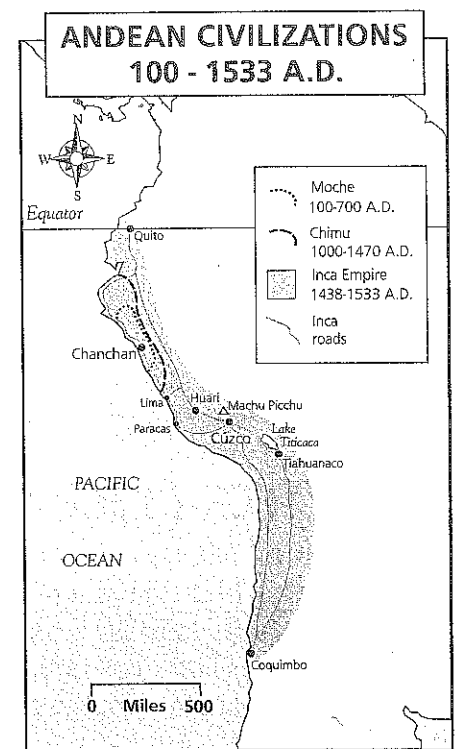 ANDEAN CIVILIZATIONS
100 - 1533 A.D.
N
W
E
S
Equator
Quito
Moche
100-700 A.D.
Chimu
1000-1470 A.D.
Inca Empire
1438-1533 A.D.
Inca
roads
Chanchan
Lima
Huari
Machu Picchu
Paracas
Cuzco
Lake
Titicaca
Tiahuanaco
PACIFIC
OCEAN
Coquimbo
0 Miles 500